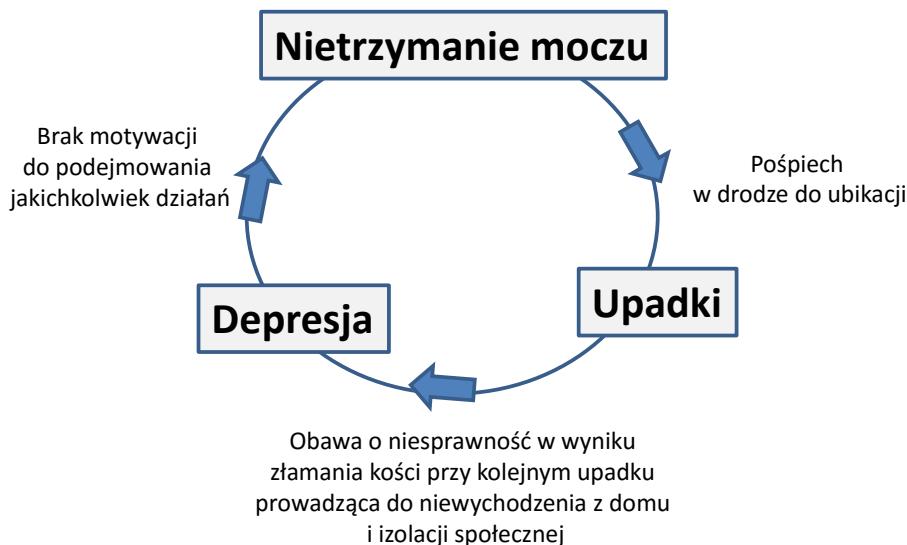 Nietrzymanie moczu
Brak motywacji
do podejmowania
jakichkolwiek działań
Pośpiech
w drodze do ubikacji
Depresja
Upadki
Obawa o niesprawność w wyniku
złamania kości przy kolejnym upadku
prowadząca do niewychodzenia z domu
i izolacji społecznej